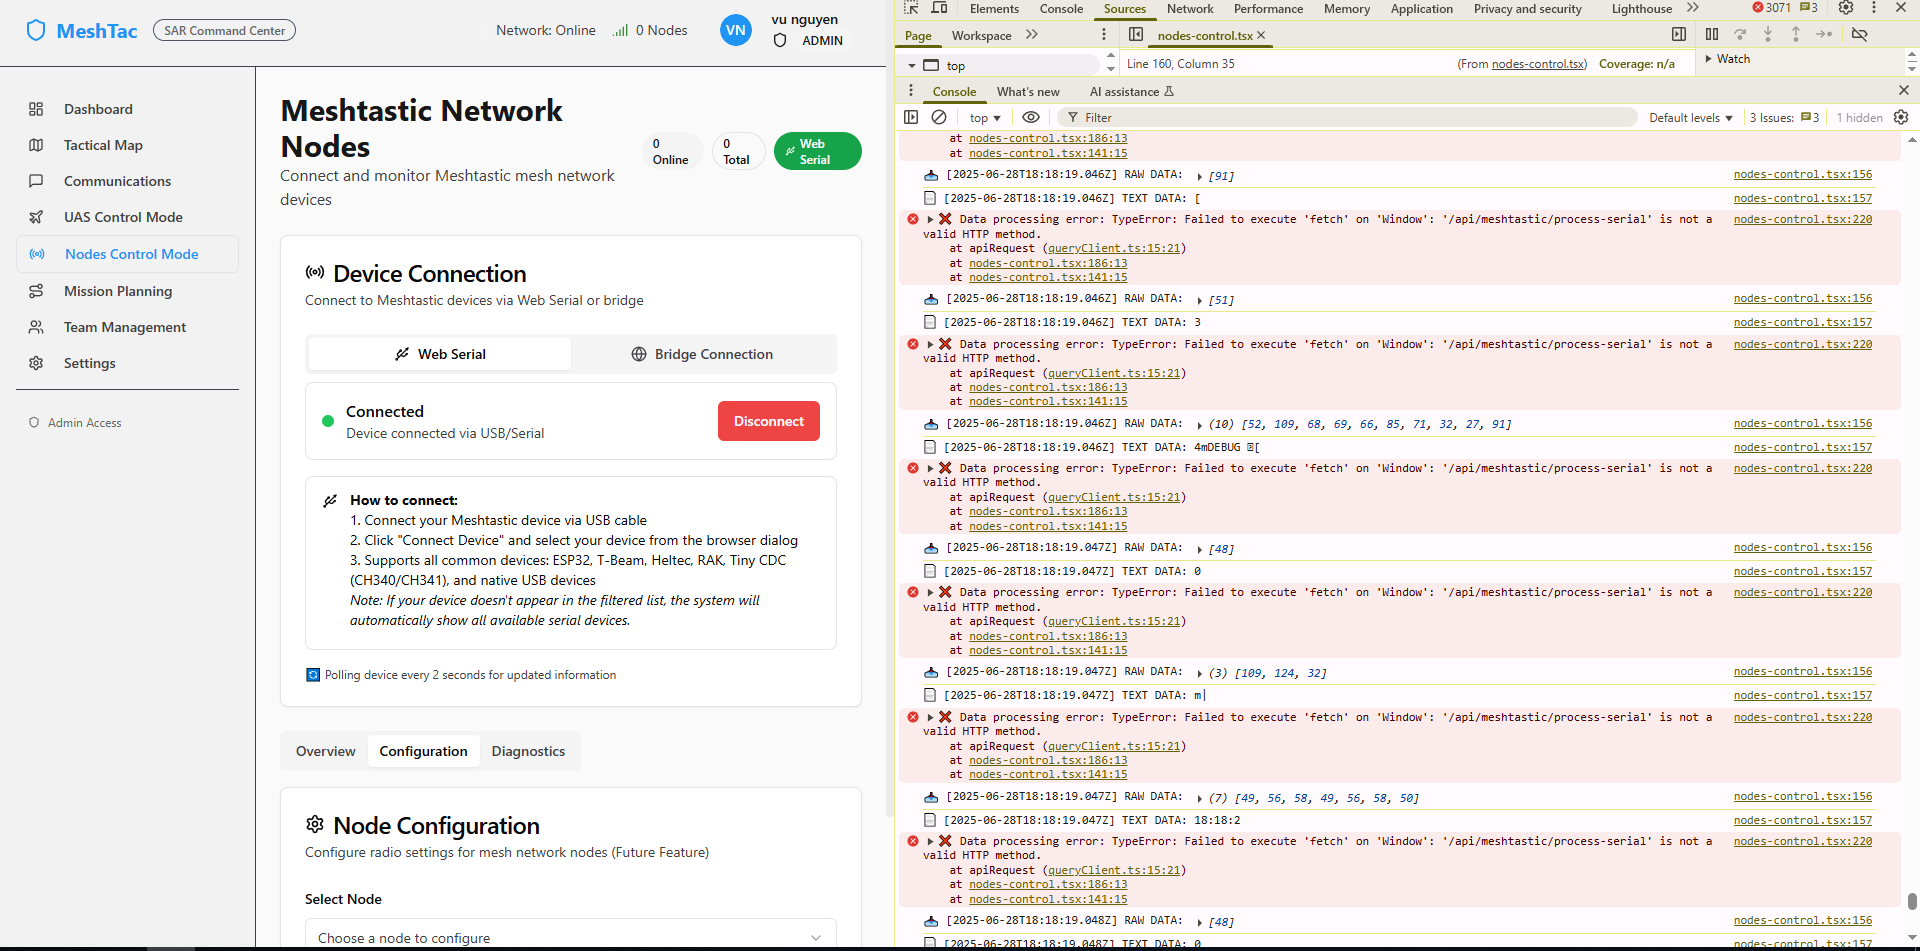 MeshTac
SAR Command Center
Network: Online
0 Nodes
VN
vu nguyen
ADMIN
Dashboard
Tactical Map
Communications
UAS Control Mode
Nodes Control Mode
Mission Planning
Team Management
Settings
Admin Access
Meshtastic Network
Nodes
Connect and monitor Meshtastic mesh network
devices
0
Online
0
Total
Web
Serial
Device Connection
Connect to Meshtastic devices via Web Serial or bridge
Web Serial
Bridge Connection
Connected
Device connected via USB/Serial
Disconnect
How to connect:
1. Connect your Meshtastic device via USB cable
2. Click "Connect Device" and select your device from the browser dialog
3. Supports all common devices: ESP32, T-Beam, Heltec, RAK, Tiny CDC
(CH340/CH341), and native USB devices
Note: If your device doesn't appear in the filtered list, the system will
automatically show all available serial devices.
Polling device every 2 seconds for updated information
Overview
Configuration
Diagnostics
Node Configuration
Configure radio settings for mesh network nodes (Future Feature)
Select Node
Choose a node to configure
Elements Console Sources Network Performance Memory Application Privacy and security Lighthouse 3071 3
Page Workspace
nodes-control.tsx
top
Line 160, Column 35
(From nodes-control.tsx) Coverage: n/a
Watch
Console What's new AI assistance
top
Filter
Default levels
3 Issues: 3
1 hidden
at nodes-control.tsx:186:13
at nodes-control.tsx:141:15
[2025-06-28T18:18:19.046Z] RAW DATA: [91] nodes-control.tsx:156
[2025-06-28T18:18:19.046Z] TEXT DATA: [ nodes-control.tsx:157
Data processing error: TypeError: Failed to execute 'fetch' on 'Window': '/api/meshtastic/process-serial' is not a nodes-control.tsx:220
valid HTTP method.
at apiRequest (queryClient.ts:15:21)
at nodes-control.tsx:186:13
at nodes-control.tsx:141:15
[2025-06-28T18:18:19.046Z] RAW DATA: [51] nodes-control.tsx:156
[2025-06-28T18:18:19.046Z] TEXT DATA: 3 nodes-control.tsx:157
Data processing error: TypeError: Failed to execute 'fetch' on 'Window': '/api/meshtastic/process-serial' is not a nodes-control.tsx:220
valid HTTP method.
at apiRequest (queryClient.ts:15:21)
at nodes-control.tsx:186:13
at nodes-control.tsx:141:15
[2025-06-28T18:18:19.046Z] RAW DATA: (10) [52, 109, 68, 69, 66, 85, 71, 32, 27, 91] nodes-control.tsx:156
[2025-06-28T18:18:19.046Z] TEXT DATA: 4mDEBUG [ nodes-control.tsx:157
Data processing error: TypeError: Failed to execute 'fetch' on 'Window': '/api/meshtastic/process-serial' is not a nodes-control.tsx:220
valid HTTP method.
at apiRequest (queryClient.ts:15:21)
at nodes-control.tsx:186:13
at nodes-control.tsx:141:15
[2025-06-28T18:18:19.047Z] RAW DATA: [48] nodes-control.tsx:156
[2025-06-28T18:18:19.047Z] TEXT DATA: 0 nodes-control.tsx:157
Data processing error: TypeError: Failed to execute 'fetch' on 'Window': '/api/meshtastic/process-serial' is not a nodes-control.tsx:220
valid HTTP method.
at apiRequest (queryClient.ts:15:21)
at nodes-control.tsx:186:13
at nodes-control.tsx:141:15
[2025-06-28T18:18:19.047Z] RAW DATA: (3) [109, 124, 32] nodes-control.tsx:156
[2025-06-28T18:18:19.047Z] TEXT DATA: m| nodes-control.tsx:157
Data processing error: TypeError: Failed to execute 'fetch' on 'Window': '/api/meshtastic/process-serial' is not a nodes-control.tsx:220
valid HTTP method.
at apiRequest (queryClient.ts:15:21)
at nodes-control.tsx:186:13
at nodes-control.tsx:141:15
[2025-06-28T18:18:19.047Z] RAW DATA: (7) [49, 56, 58, 49, 56, 58, 50] nodes-control.tsx:156
[2025-06-28T18:18:19.047Z] TEXT DATA: 18:18:2 nodes-control.tsx:157
Data processing error: TypeError: Failed to execute 'fetch' on 'Window': '/api/meshtastic/process-serial' is not a nodes-control.tsx:220
valid HTTP method.
at apiRequest (queryClient.ts:15:21)
at nodes-control.tsx:186:13
at nodes-control.tsx:141:15
[2025-06-28T18:18:19.048Z] RAW DATA: [48] nodes-control.tsx:156
[2025-06-28T18:18:19.048Z] TEXT DATA: 0 nodes-control.tsx:157